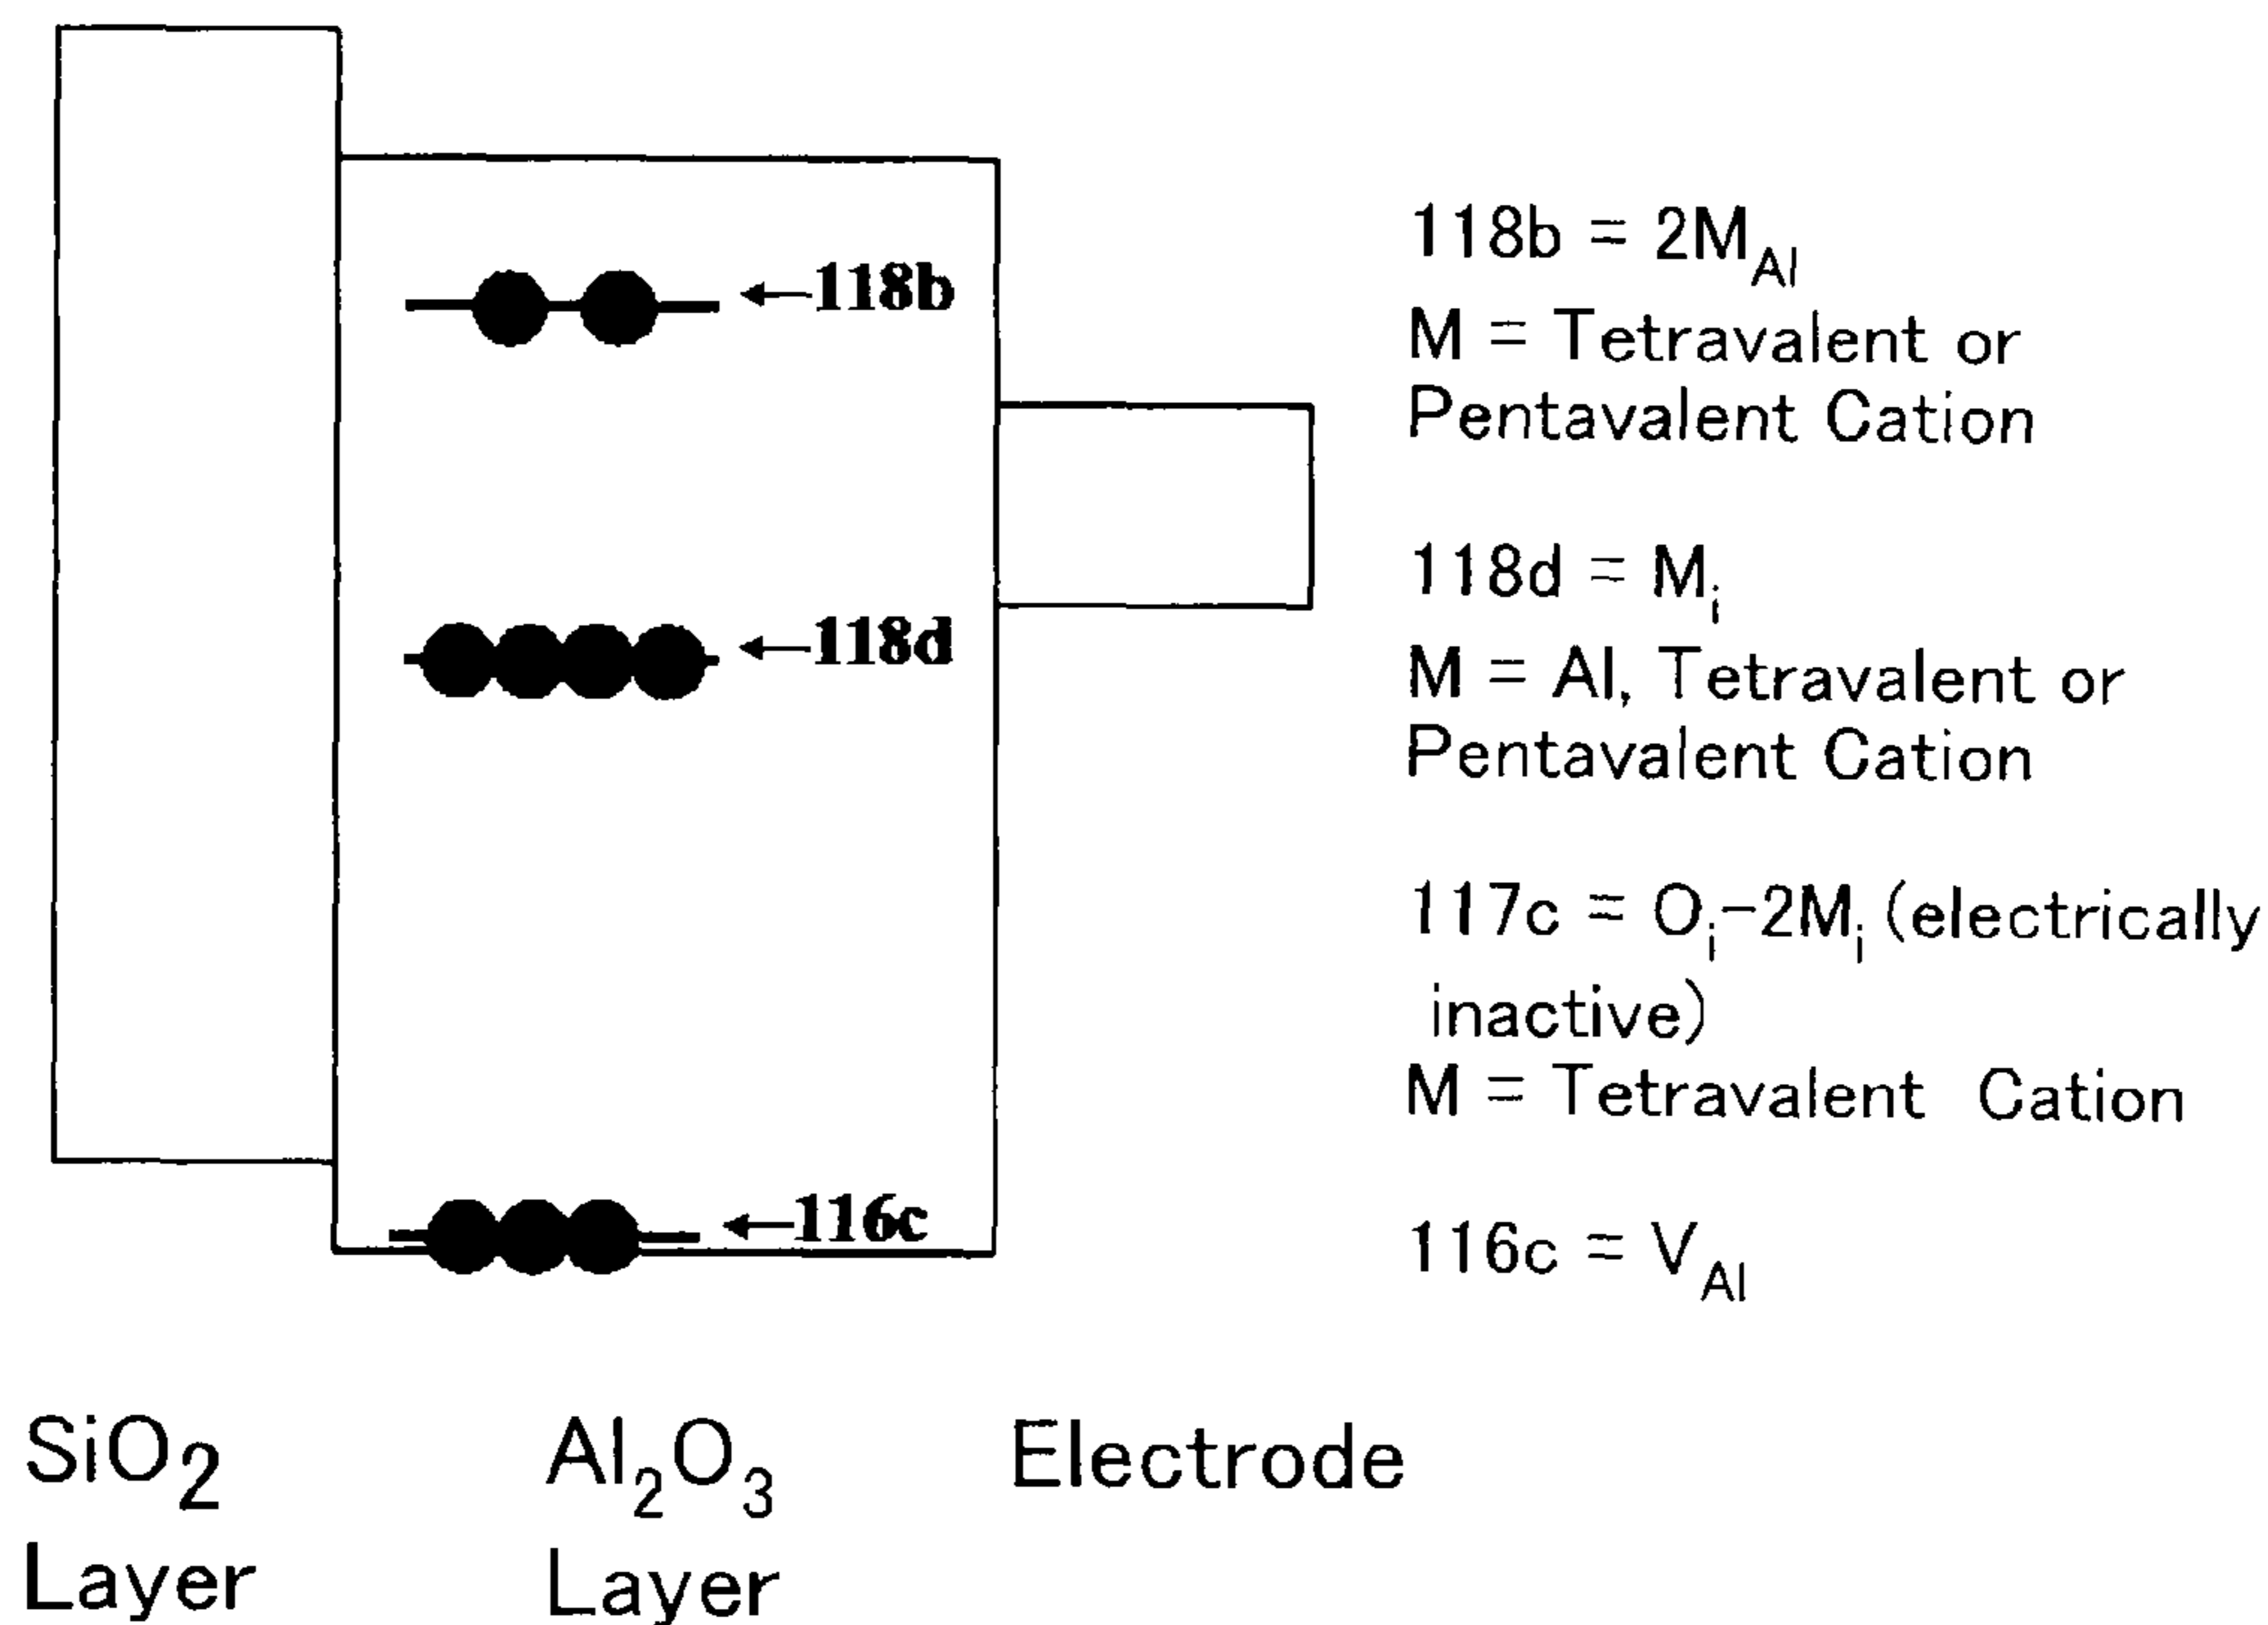 118b = 2M_Al
M = Tetravalent or
Pentavalent Cation
←118b
118d = M_i
M = Al, Tetravalent or
Pentavalent Cation
←118d
117c = O_i-2M_i (electrically
inactive)
M = Tetravalent Cation
116c = V_Al
←116c
SiO₂
Layer
Al₂O₃
Layer
Electrode